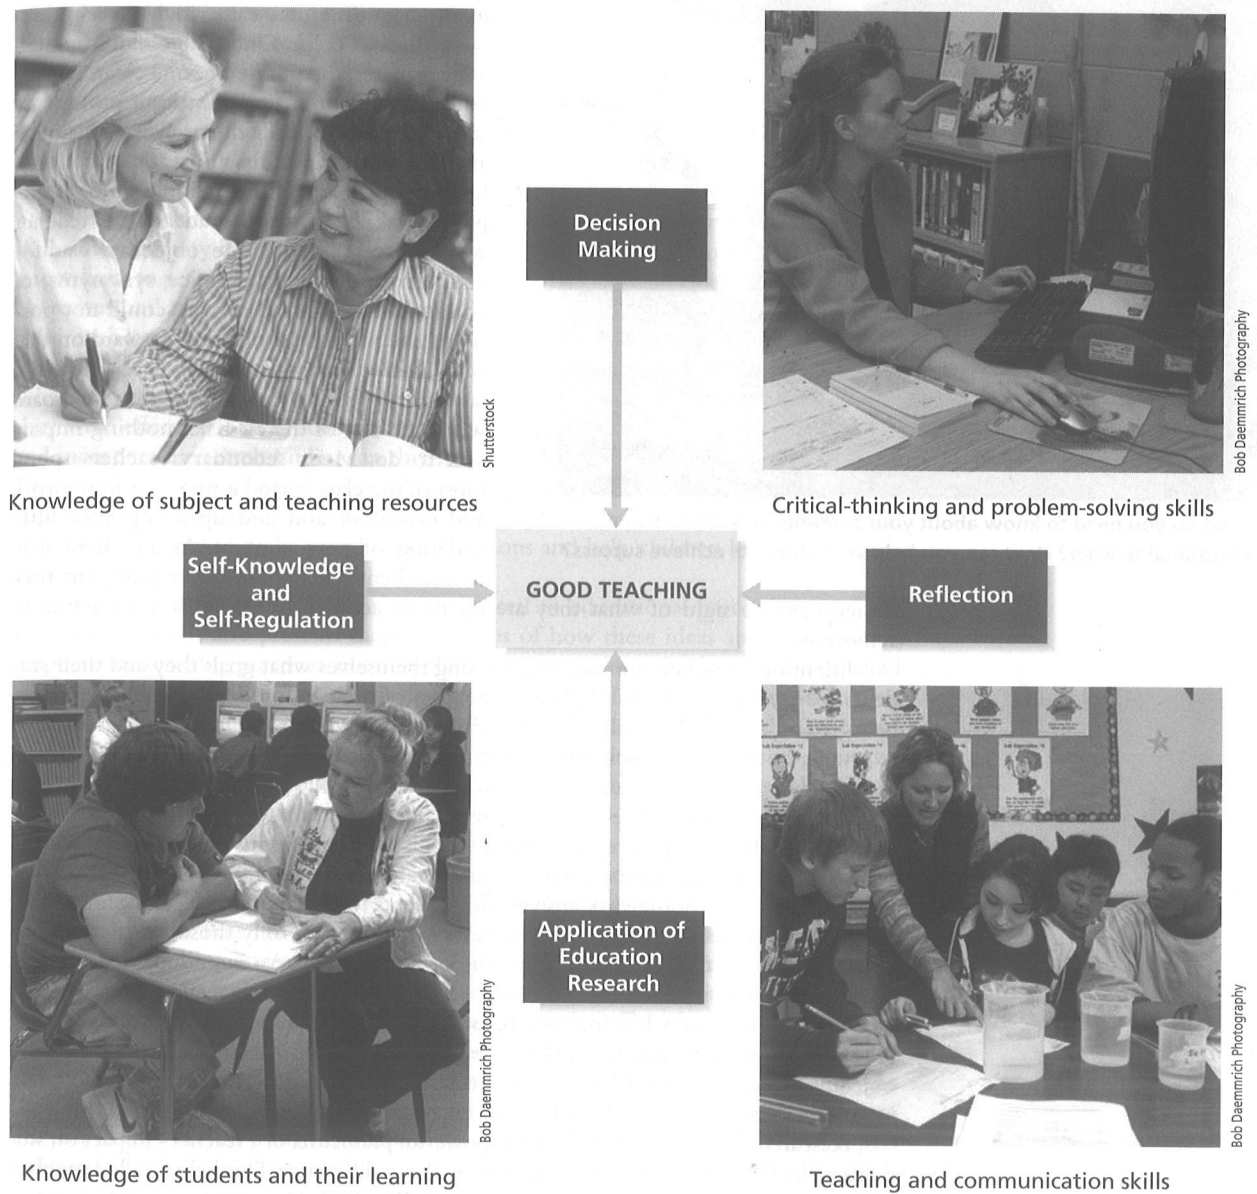 Decision
Making
Shutterstock
Bob Daemmrich Photography
Knowledge of subject and teaching resources
Critical-thinking and problem-solving skills
Self-Knowledge
and
Self-Regulation
GOOD TEACHING
Reflection
Application of
Education
Research
Bob Daemmrich Photography
Bob Daemmrich Photography
Knowledge of students and their learning
Teaching and communication skills